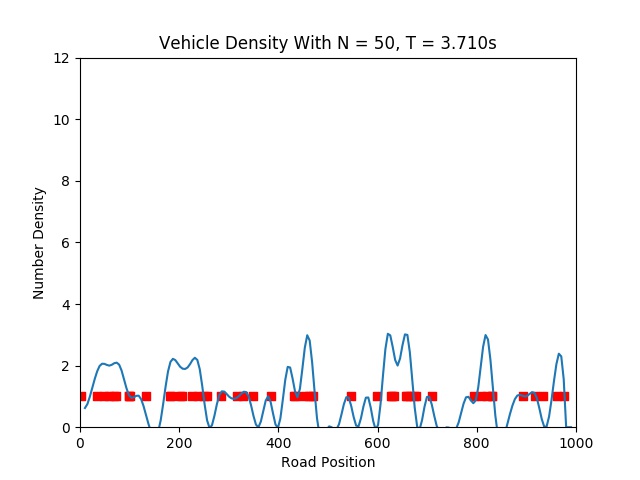 Vehicle Density With N = 50, T = 3.710s
12
10
8
6
4
2
0
Number Density
0 200 400 600 800 1000
Road Position